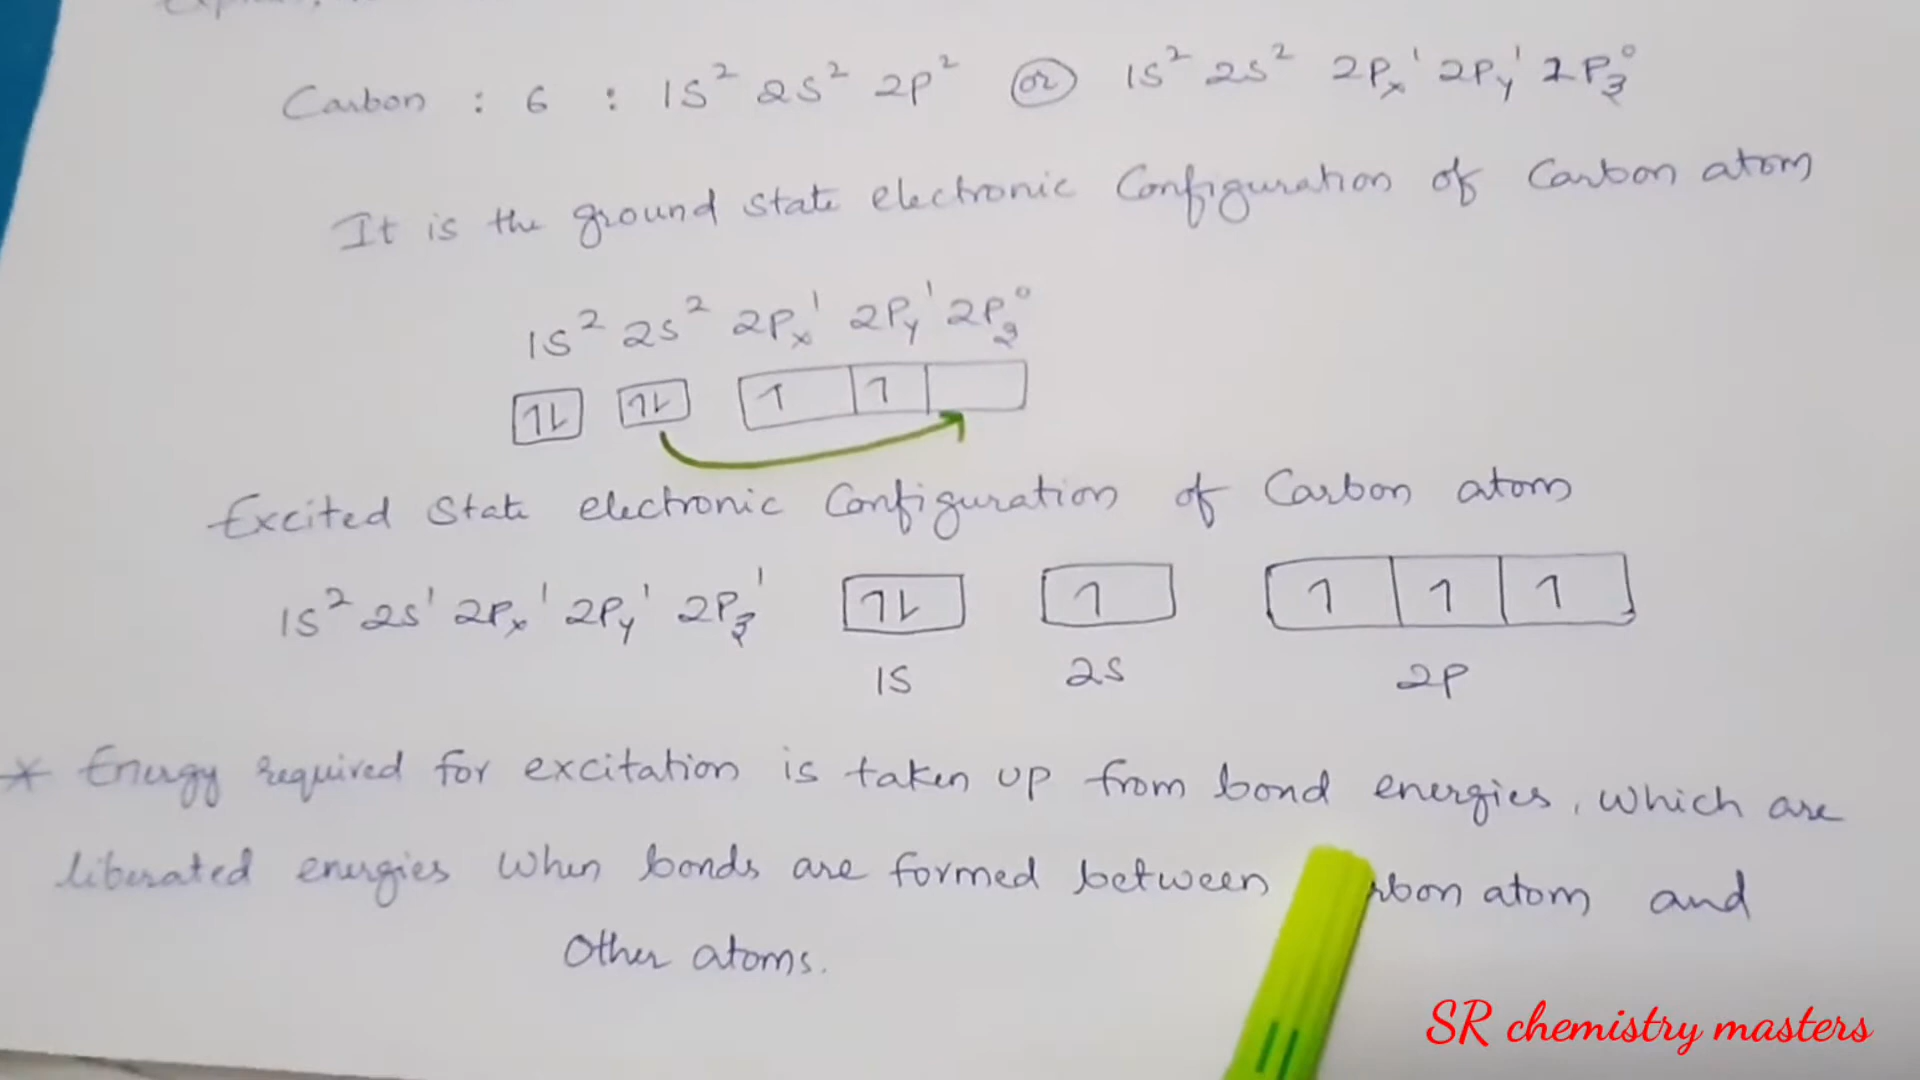 Carbon : 6 : 1s² 2s² 2p² or 1s² 2s² 2Px¹ 2Py¹ 2Pz⁰
It is the ground state electronic Configuration of Carbon atom
1s² 2s² 2Px¹ 2Py¹ 2Pz⁰
↿⇂ ↿⇂ ↿ ↿
Excited State electronic Configuration of Carbon atom
1s² 2s¹ 2Px¹ 2Py¹ 2Pz¹ ↿⇂ ↿ ↿ ↿ ↿
1s 2s 2p
* Energy required for excitation is taken up from bond energies, which are
liberated energies when bonds are formed between rbon atom and
Other atoms.
SR chemistry masters